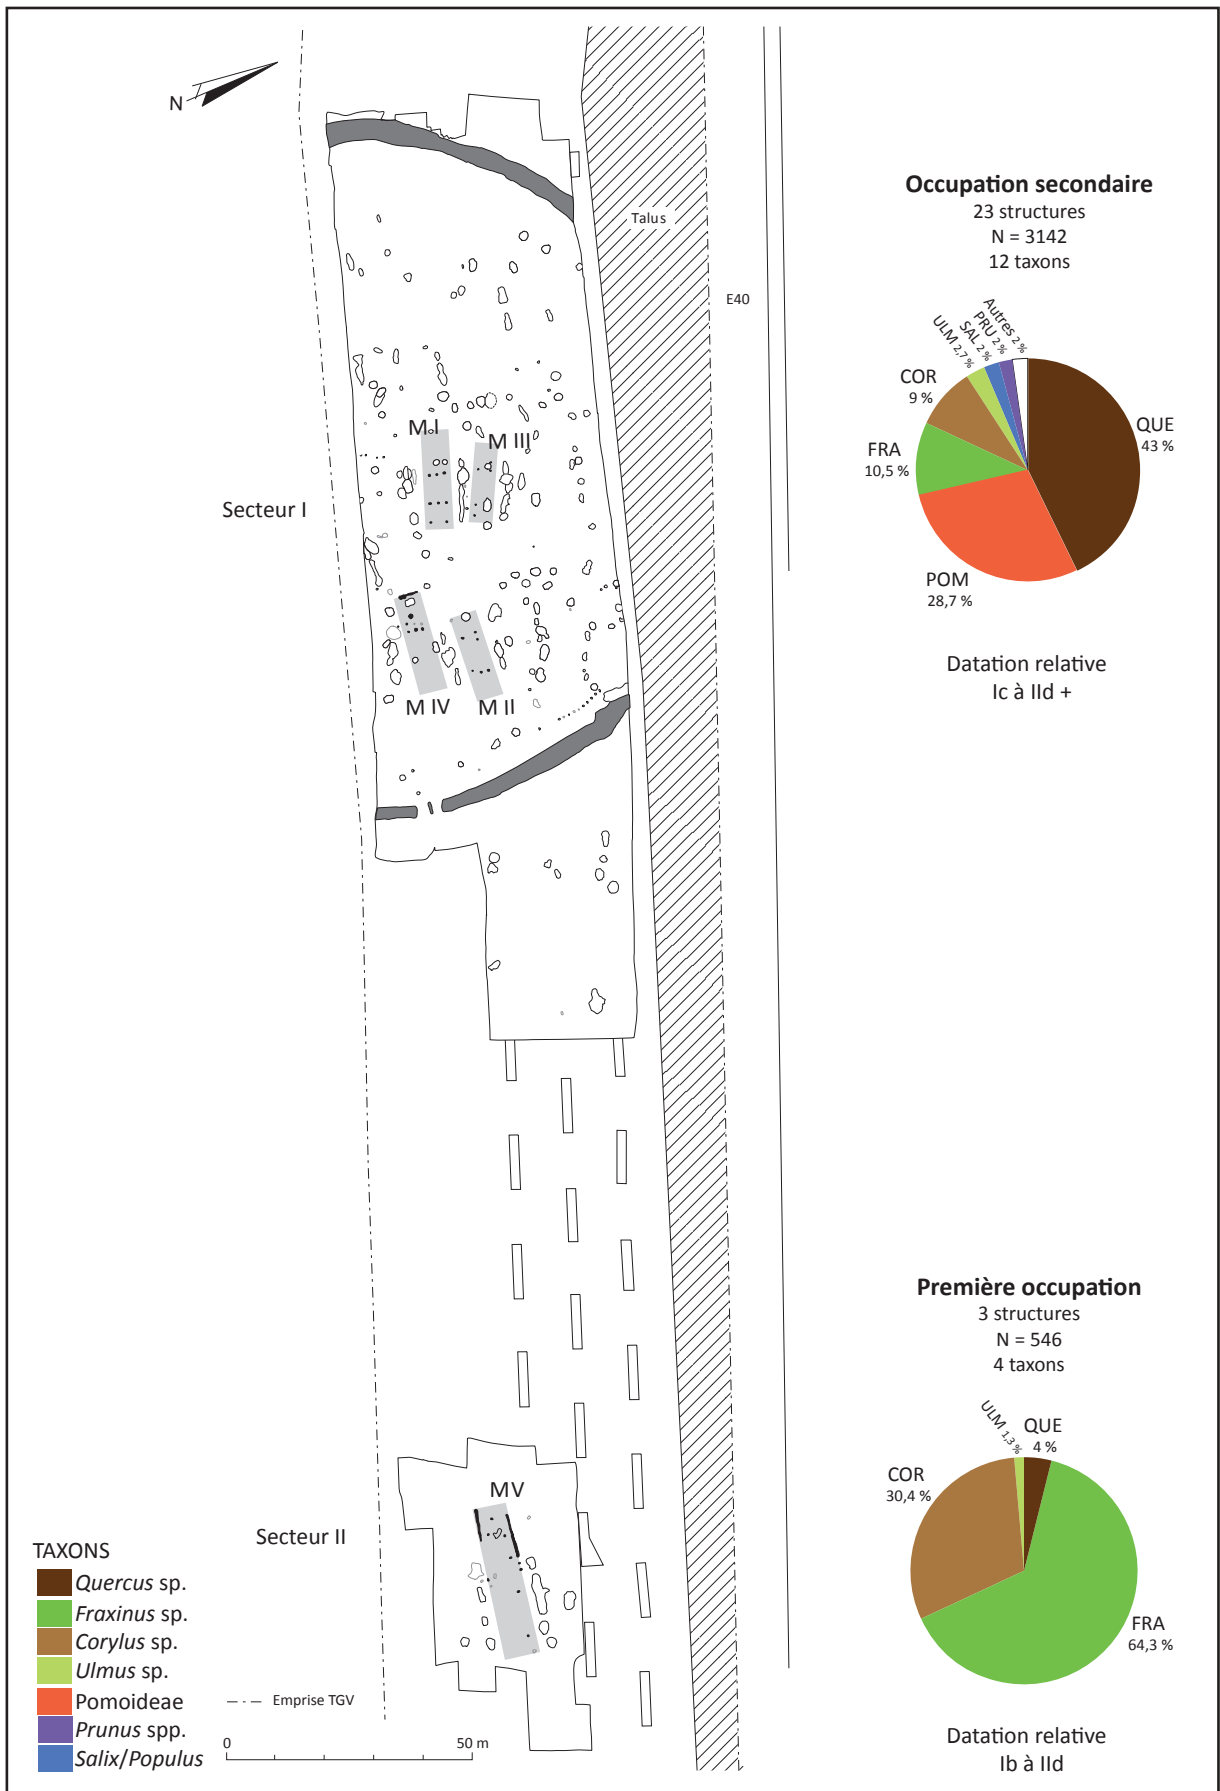 N
Talus
E40
Secteur I
M I
M III
M IV
M II
Occupation secondaire
23 structures
N = 3142
12 taxons
Autres 2 %
PRU 2 %
SAL 2 %
ULM 2,7 %
COR
9 %
FRA
10,5 %
QUE
43 %
POM
28,7 %
Datation relative
Ic à IId +
Première occupation
3 structures
N = 546
4 taxons
ULM 1,3 %
QUE
4 %
COR
30,4 %
FRA
64,3 %
Datation relative
Ib à IId
Secteur II
M V
TAXONS
Quercus sp.
Fraxinus sp.
Corylus sp.
Ulmus sp.
Pomoideae
Prunus spp.
Salix/Populus
Emprise TGV
0
50 m